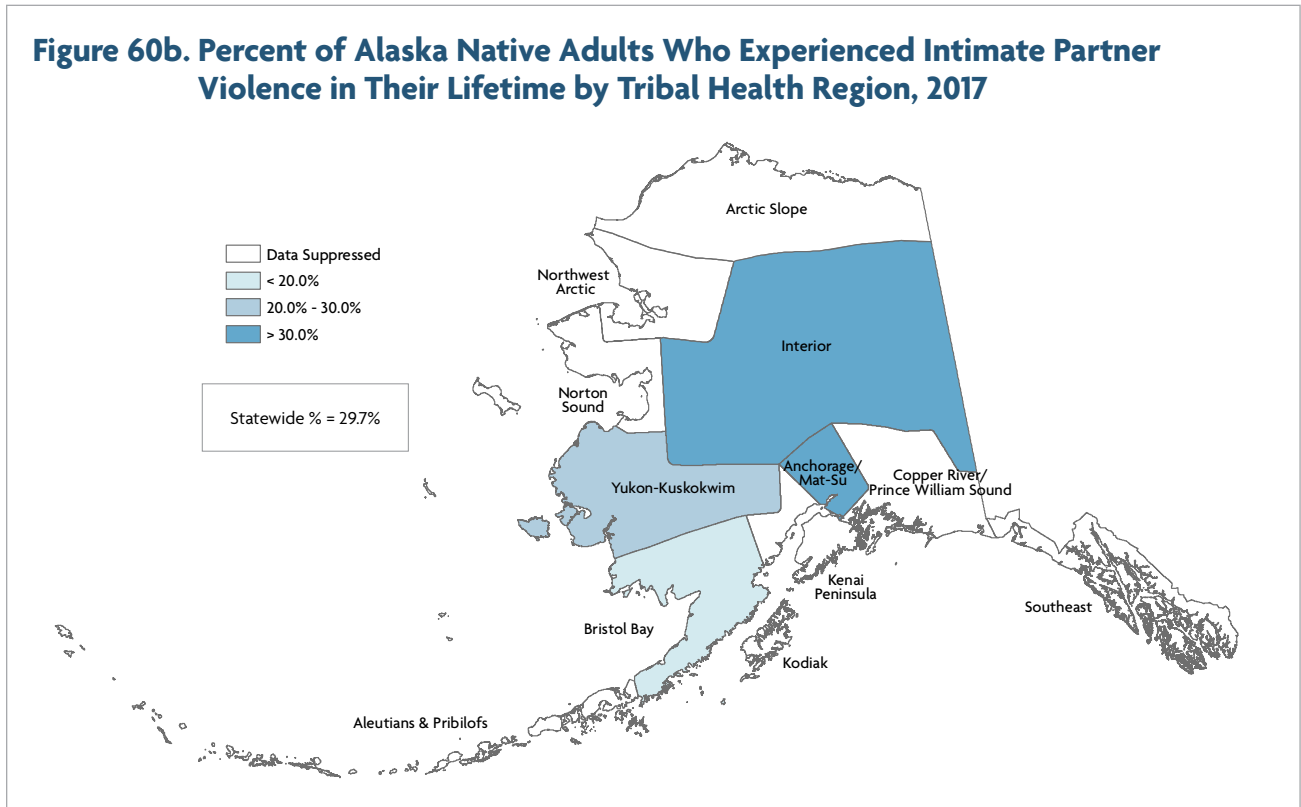 Figure 60b. Percent of Alaska Native Adults Who Experienced Intimate Partner
Violence in Their Lifetime by Tribal Health Region, 2017
Arctic Slope
Data Suppressed
< 20.0%
20.0% - 30.0%
> 30.0%
Northwest
Arctic
Interior
Statewide % = 29.7%
Norton
Sound
Anchorage/
Mat-Su
Copper River/
Prince William Sound
Yukon-Kuskokwim
Kenai
Peninsula
Southeast
Bristol Bay
Kodiak
Aleutians & Pribilofs